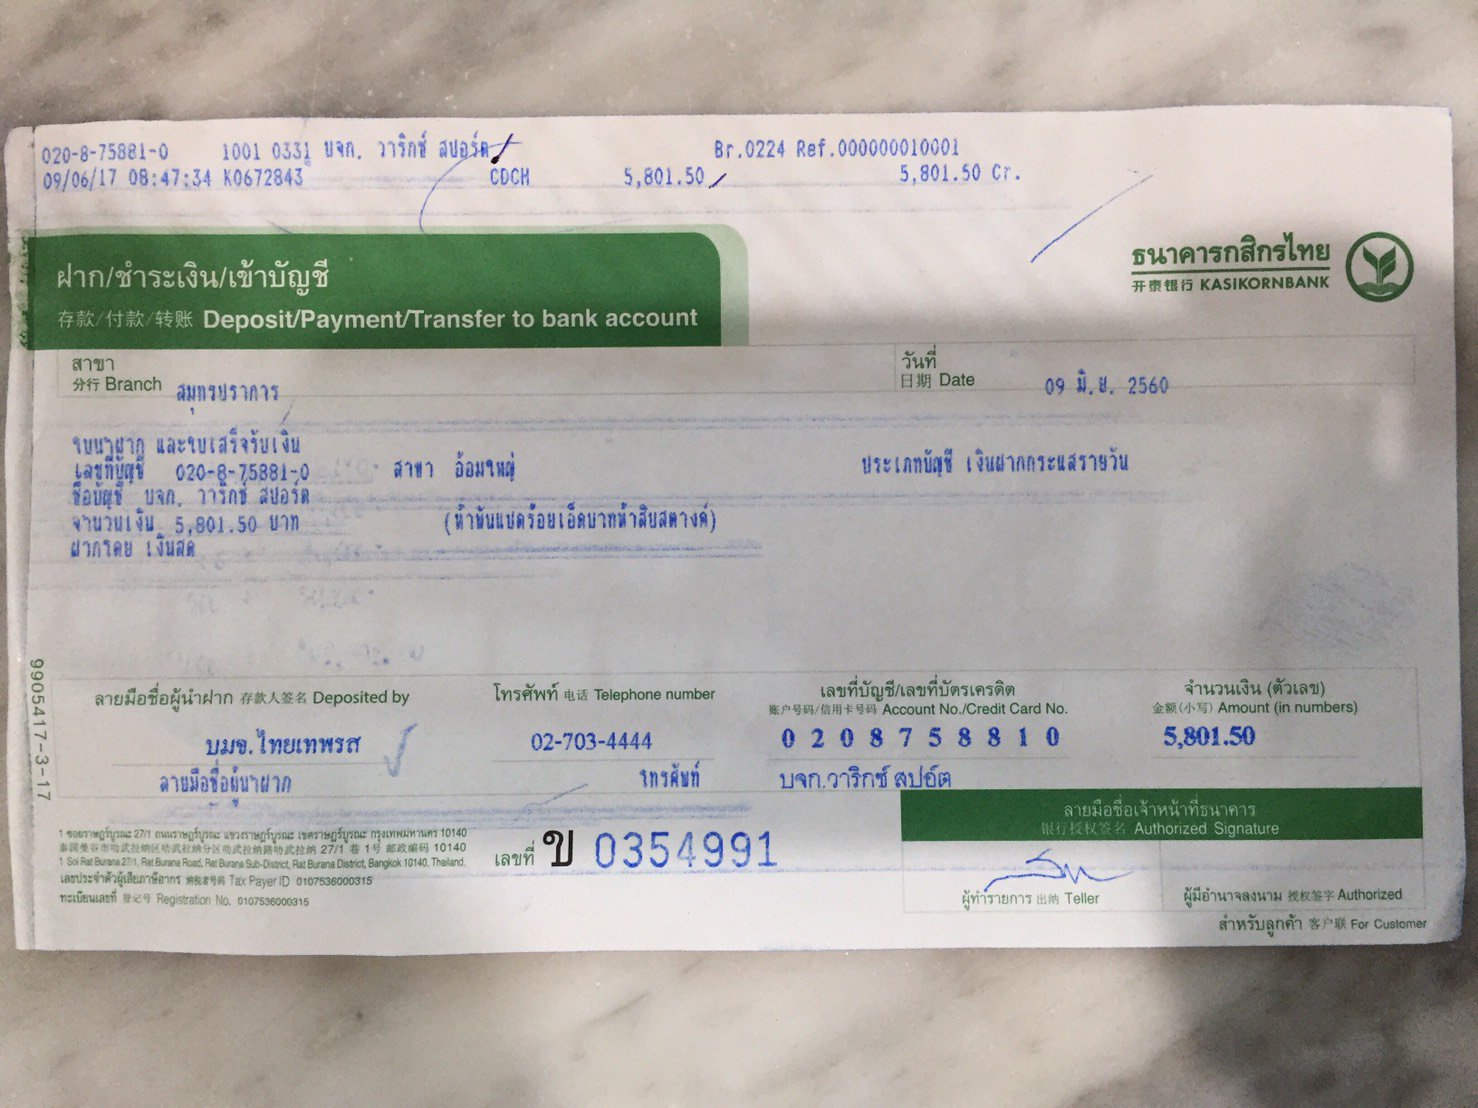 020-8-75881-0 1001 0331 บจก. วาริกซ์ สปอร์ต Br.0224 Ref.000000010001
09/06/17 08:47:34 K0672843 CDCH 5,801.50 5,801.50 Cr.
ฝาก/ชำระเงิน/เข้าบัญชี
存款/付款/转账 Deposit/Payment/Transfer to bank account
ธนาคารกสิกรไทย
开泰银行 KASIKORNBANK
สาขา
分行 Branch สมุทรปราการ
วันที่
日期 Date 09 มิ.ย. 2560
ใบนำฝาก และใบเสร็จรับเงิน
เลขที่บัญชี 020-8-75881-0 สาขา อ้อมใหญ่ ประเภทบัญชี เงินฝากกระแสรายวัน
ชื่อบัญชี บจก. วาริกซ์ สปอร์ต
จำนวนเงิน 5,801.50 บาท (ห้าพันแปดร้อยเอ็ดบาทห้าสิบสตางค์)
ฝากโดย เงินสด
9905417-3-17
ลายมือชื่อผู้นำฝาก 存款人签名 Deposited by
บมจ.ไทยเทพรส
ลายมือชื่อผู้นำฝาก
โทรศัพท์ 电话 Telephone number
02-703-4444
โทรศัพท์
เลขที่บัญชี/เลขที่บัตรเครดิต
账户号码/信用卡号码 Account No./Credit Card No.
0 2 0 8 7 5 8 8 1 0
บจก.วาริกซ์ สปอ์ต
จำนวนเงิน (ตัวเลข)
金额(小写) Amount (in numbers)
5,801.50
1 ซอยราษฎร์บูรณะ 27/1 ถนนราษฎร์บูรณะ แขวงราษฎร์บูรณะ เขตราษฎร์บูรณะ กรุงเทพมหานคร 10140
泰国曼谷市叻武拉纳区叻武拉纳分区叻武拉纳路叻武拉纳 27/1 巷 1号 邮政编码 10140
1 Soi Rat Burana 27/1, Rat Burana Road, Rat Burana Sub-District, Rat Burana District, Bangkok 10140, Thailand.
เลขประจำตัวผู้เสียภาษีอากร 纳税者号码 Tax Payer ID 0107536000315
ทะเบียนเลขที่ 登记号 Registration No. 0107536000315
เลขที่ ข 0354991
ลายมือชื่อเจ้าหน้าที่ธนาคาร
银行授权签名 Authorized Signature
ผู้ทำรายการ 出纳 Teller
ผู้มีอำนาจลงนาม 授权签字 Authorized
สำหรับลูกค้า 客户联 For Customer